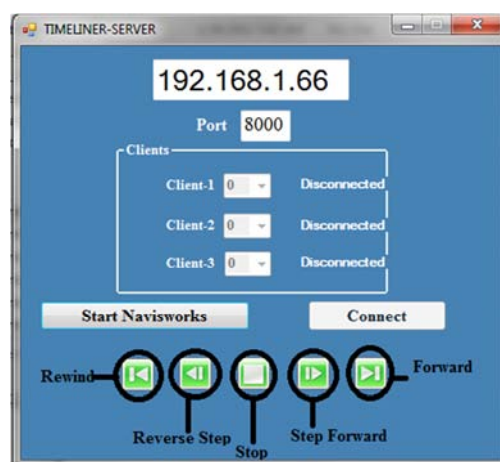 TIMELINER-SERVER
192.168.1.66
Port 8000
Clients
Client-1 0 Disconnected
Client-2 0 Disconnected
Client-3 0 Disconnected
Start Navisworks Connect
Rewind Forward
Reverse Step Stop Step Forward